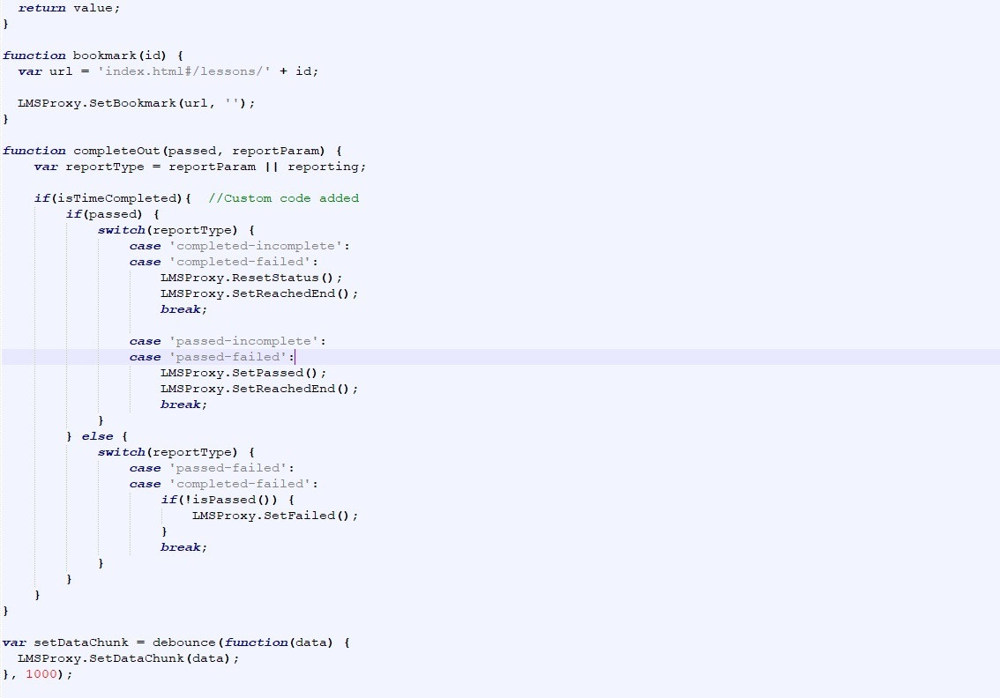 return value;
}
function bookmark(id) {
var url = 'index.html#/lessons/' + id;
LMSProxy.SetBookmark(url, '');
}
function completeOut(passed, reportParam) {
var reportType = reportParam || reporting;
if(isTimeCompleted){  //Custom code added
if(passed) {
switch(reportType) {
case 'completed-incomplete':
case 'completed-failed':
LMSProxy.ResetStatus();
LMSProxy.SetReachedEnd();
break;
case 'passed-incomplete':
case 'passed-failed':
LMSProxy.SetPassed();
LMSProxy.SetReachedEnd();
break;
}
} else {
switch(reportType) {
case 'passed-failed':
case 'completed-failed':
if(!isPassed()) {
LMSProxy.SetFailed();
}
break;
}
}
}
}
var setDataChunk = debounce(function(data) {
LMSProxy.SetDataChunk(data);
}, 1000);